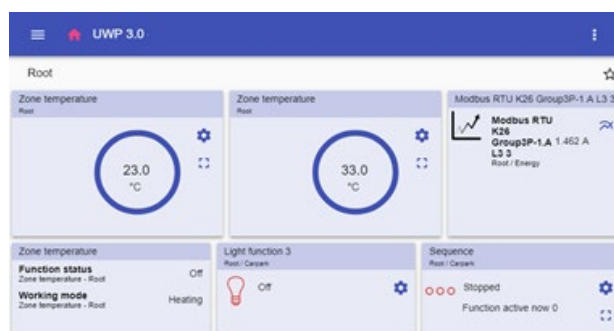 UWP 3.0
Root
Zone temperature
Root
23.0
°C
Zone temperature
Root
33.0
°C
Modbus RTU K26 Group3P-1 A L3 3
Modbus RTU
K26
Group3P-1.A 1.462 A
L3 3
Root / Energy
Zone temperature
Function status Off
Zone temperature - Root
Working mode Heating
Zone temperature - Root
Light function 3
Root / Carpark
Off
Sequence
Root / Carpark
Stopped
Function active now 0